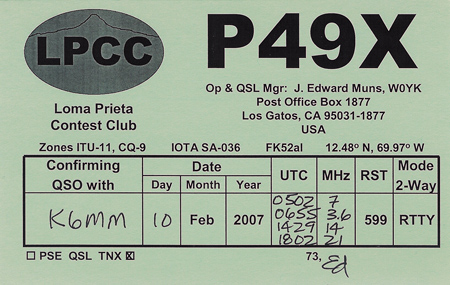 LPCC
P49X
Op & QSL Mgr: J. Edward Muns, W0YK
Post Office Box 1877
Los Gatos, CA 95031-1877
USA
Loma Prieta
Contest Club
Zones ITU-11, CQ-9 IOTA SA-036 FK52al 12.48° N, 69.97° W
Confirming QSO with Date UTC MHz RST Mode 2-Way
Day Month Year
K6MM 10 Feb 2007 599 RTTY
0502 7
0655 3.6
1429 14
1802 21
☐ PSE QSL TNX ☒ 73, Ed